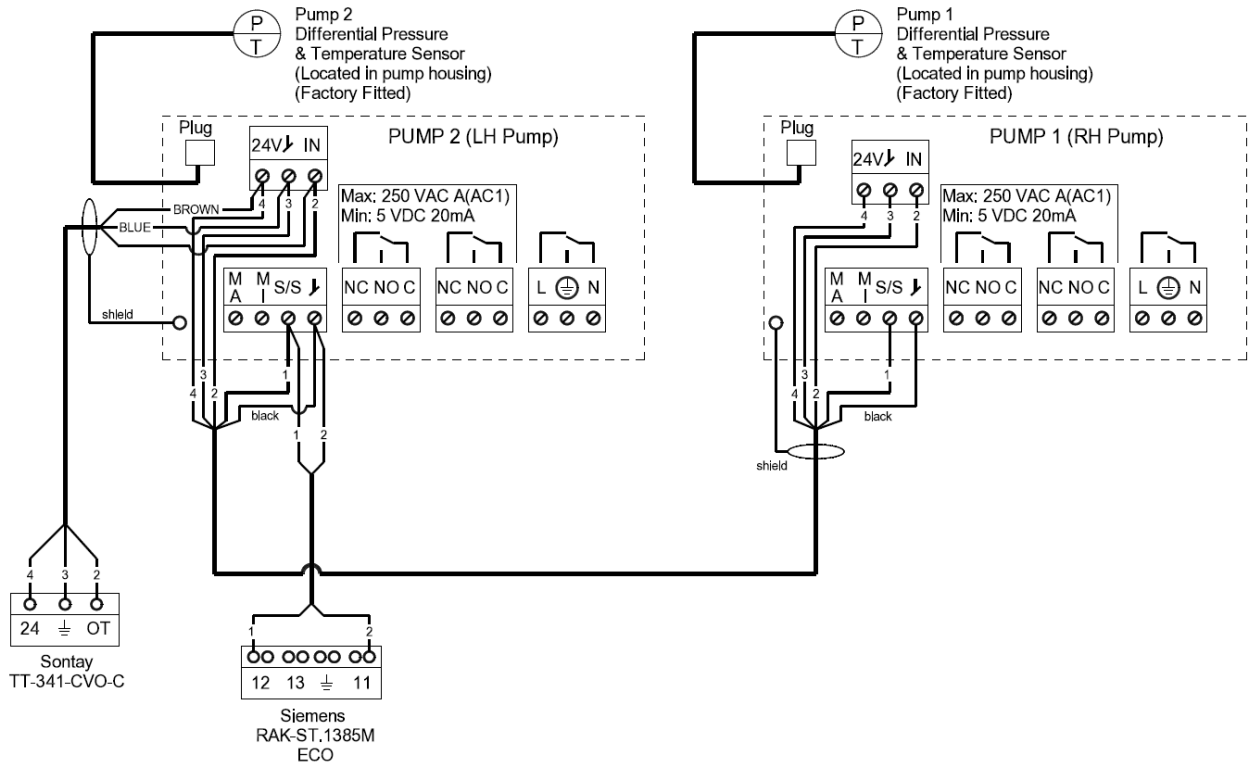 P
T
Pump 2
Differential Pressure
& Temperature Sensor
(Located in pump housing)
(Factory Fitted)
P
T
Pump 1
Differential Pressure
& Temperature Sensor
(Located in pump housing)
(Factory Fitted)
Plug
24V IN
PUMP 2 (LH Pump)
4 3 2
BROWN
BLUE
shield
Max: 250 VAC A(AC1)
Min: 5 VDC 20mA
MA MI S/S
NC NO C
NC NO C
L N
4 3 2 1
black
1 2
Plug
24V IN
PUMP 1 (RH Pump)
4 3 2
Max: 250 VAC A(AC1)
Min: 5 VDC 20mA
MA MI S/S
NC NO C
NC NO C
L N
4 3 2 1
black
shield
4 3 2
24 OT
Sontay
TT-341-CVO-C
1 2
12 13 11
Siemens
RAK-ST.1385M
ECO